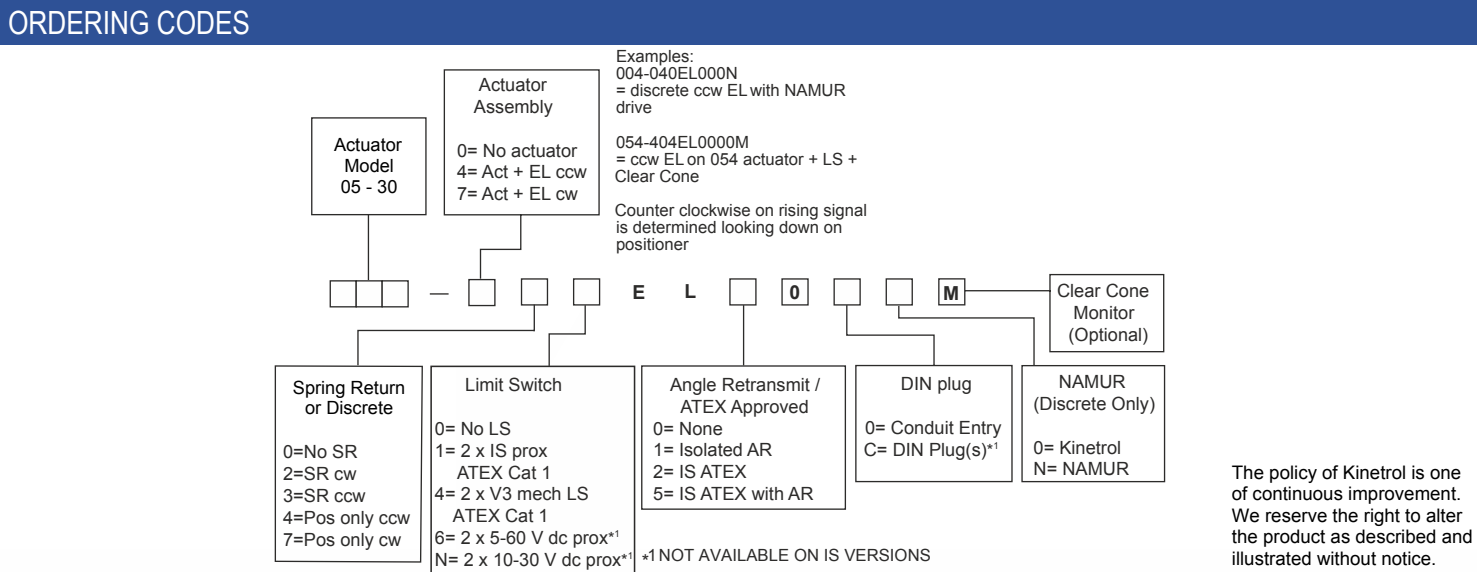 ORDERING CODES
Examples:
004-040EL000N
= discrete ccw EL with NAMUR
drive
054-404EL0000M
= ccw EL on 054 actuator + LS +
Clear Cone
Counter clockwise on rising signal
is determined looking down on
positioner
Actuator
Assembly
0= No actuator
4= Act + EL ccw
7= Act + EL cw
Actuator
Model
05 - 30
— E L 0 M
Clear Cone
Monitor
(Optional)
Spring Return
or Discrete
0=No SR
2=SR cw
3=SR ccw
4=Pos only ccw
7=Pos only cw
Limit Switch
0= No LS
1= 2 x IS prox
ATEX Cat 1
4= 2 x V3 mech LS
ATEX Cat 1
6= 2 x 5-60 V dc prox*1
N= 2 x 10-30 V dc prox*1
Angle Retransmit /
ATEX Approved
0= None
1= Isolated AR
2= IS ATEX
5= IS ATEX with AR
DIN plug
0= Conduit Entry
C= DIN Plug(s)*1
NAMUR
(Discrete Only)
0= Kinetrol
N= NAMUR
*1 NOT AVAILABLE ON IS VERSIONS
The policy of Kinetrol is one
of continuous improvement.
We reserve the right to alter
the product as described and
illustrated without notice.